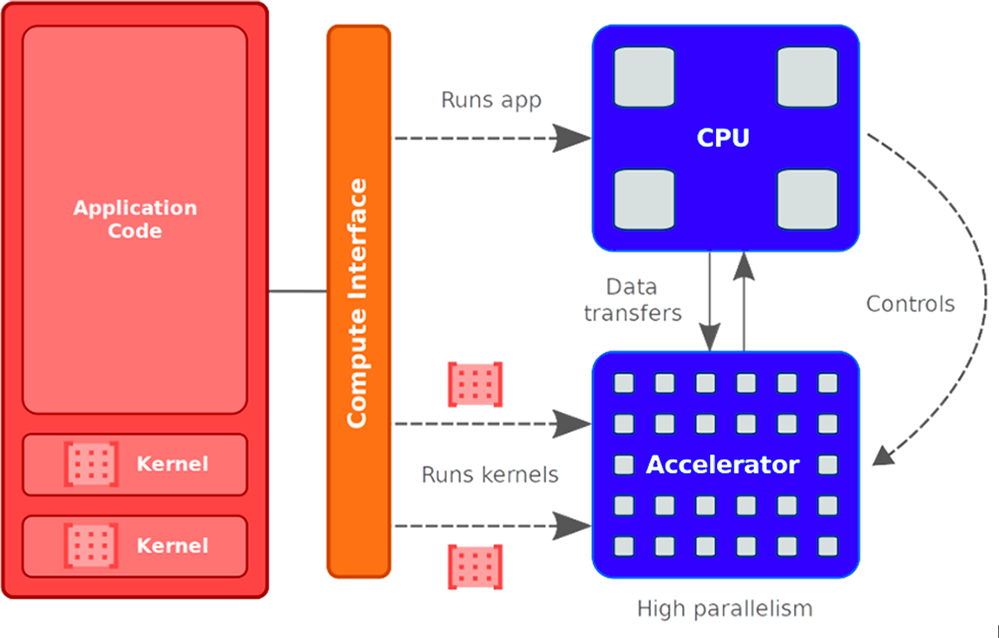 Application
Code
Kernel
Kernel
Compute Interface
Runs app
Runs kernels
CPU
Data
transfers
Controls
Accelerator
High parallelism